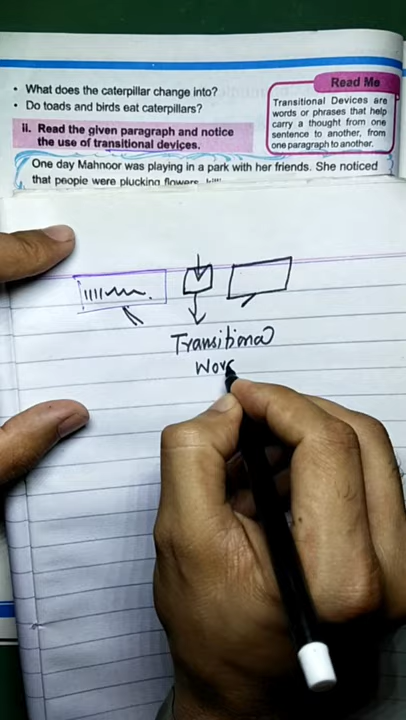 • What does the caterpillar change into?
• Do toads and birds eat caterpillars?
Read Me
Transitional Devices are
words or phrases that help
carry a thought from one
sentence to another, from
one paragraph to another.
ii. Read the given paragraph and notice
the use of transitional devices.
One day Mahnoor was playing in a park with her friends. She noticed
that people were plucking flowers,
Transitional
Wor